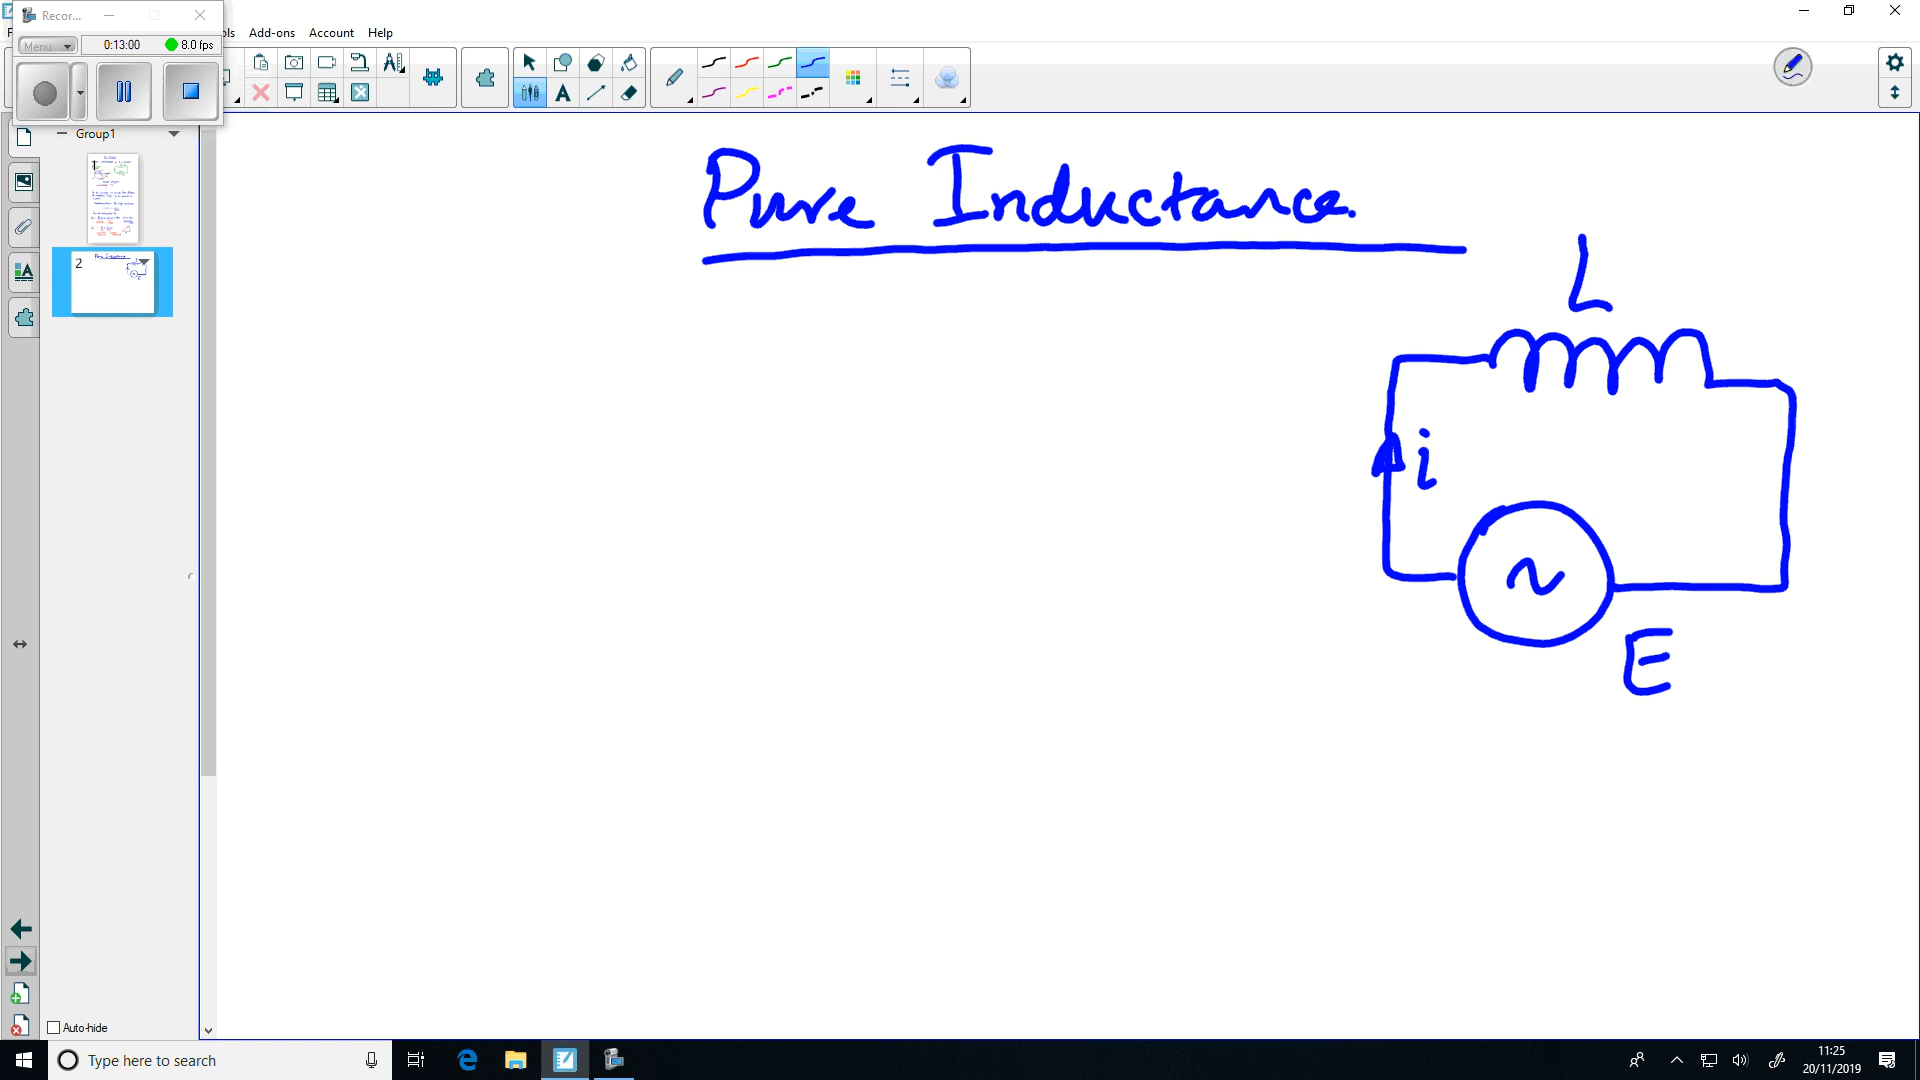 Recor...
Menu
0:13:00
8.0 fps
ols
Add-ons
Account
Help
A
Group1
1
2
Pure Inductance.
L
i
E
Auto-hide
Type here to search
11:25
20/11/2019